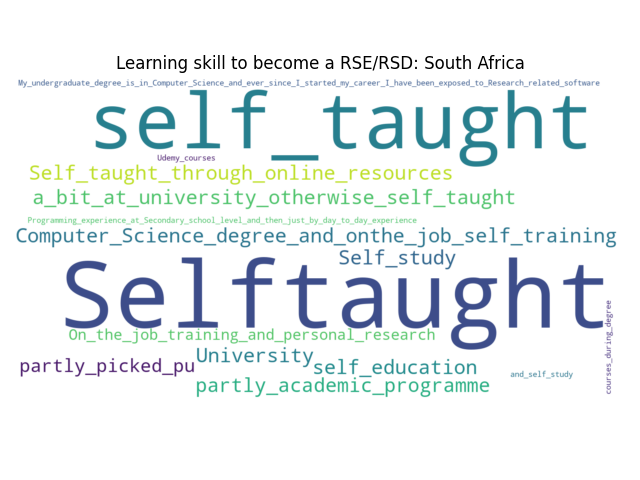 Learning skill to become a RSE/RSD: South Africa
My_undergraduate_degree_is_in_Computer_Science_and_ever_since_I_started_my_career_I_have_been_exposed_to_Research_related_software
self_taught
Udemy_courses
Self_taught_through_online_resources
a_bit_at_university_otherwise_self_taught
Programming_experience_at_Secondary_school_level_and_then_just_by_day_to_day_experience
Computer_Science_degree_and_onthe_job_self_training
Self_study
Selftaught
On_the_job_training_and_personal_research
University
partly_picked_pu
self_education
and_self_study
partly_academic_programme
courses_during_degree